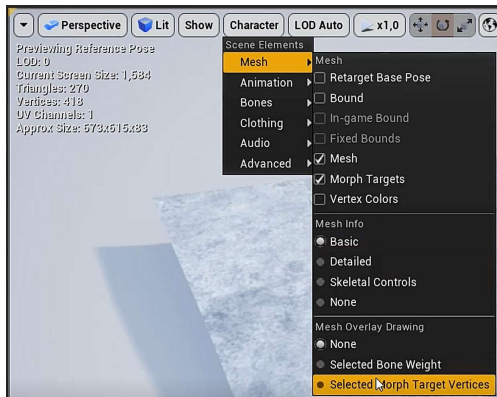 Perspective
Lit
Show
Character
LOD Auto
x1,0
Previewing Reference Pose
LOD: 0
Current Screen Size: 1,584
Triangles: 270
Vertices: 418
UV Channels: 1
Approx Size: 673x615x83
Scene Elements
Mesh
Animation
Bones
Clothing
Audio
Advanced
Mesh
Retarget Base Pose
Bound
In-game Bound
Fixed Bounds
Mesh
Morph Targets
Vertex Colors
Mesh Info
Basic
Detailed
Skeletal Controls
None
Mesh Overlay Drawing
None
Selected Bone Weight
Selected Morph Target Vertices